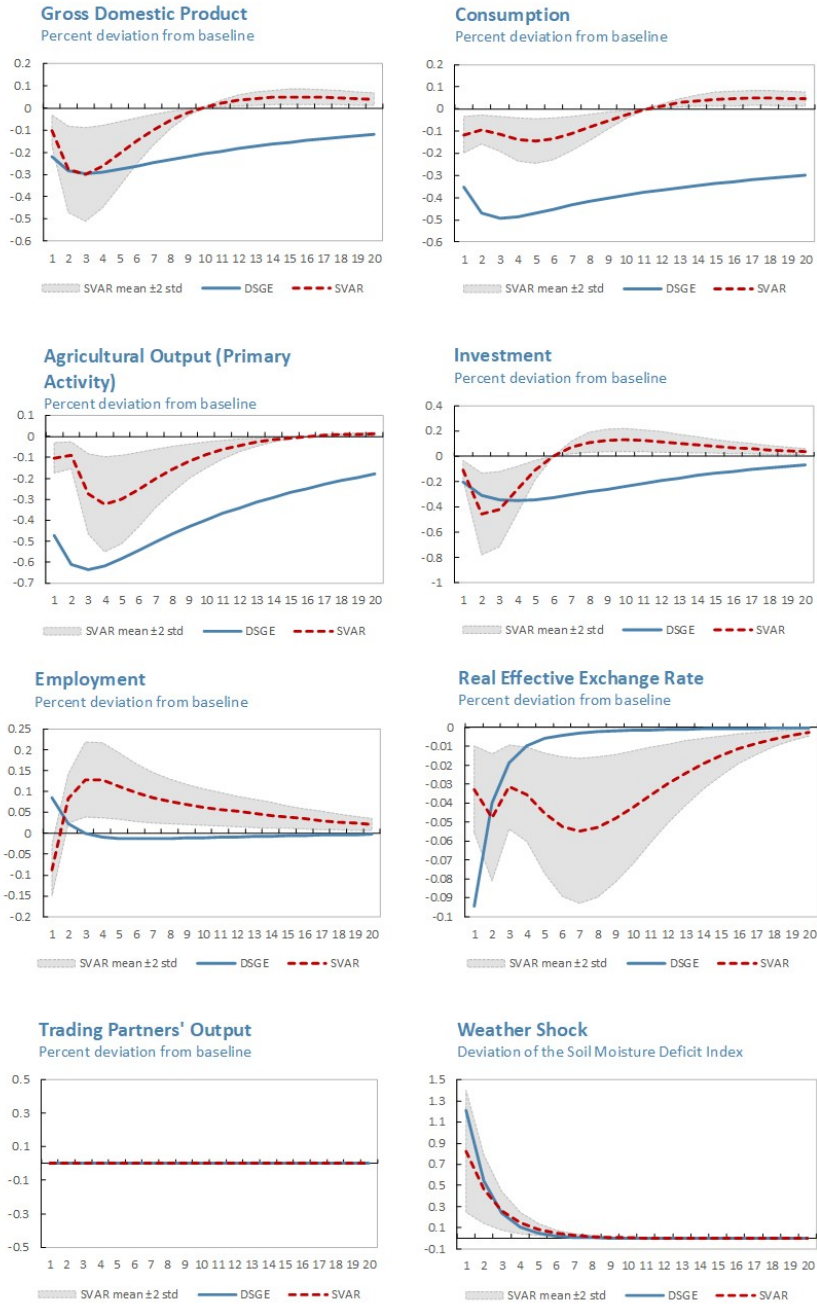 Gross Domestic Product
Percent deviation from baseline
0.2
0.1
0
-0.1
-0.2
-0.3
-0.4
-0.5
-0.6
1 2 3 4 5 6 7 8 9 10 11 12 13 14 15 16 17 18 19 20
SVAR mean ±2 std DSGE SVAR
Consumption
Percent deviation from baseline
0.2
0.1
0
-0.1
-0.2
-0.3
-0.4
-0.5
-0.6
1 2 3 4 5 6 7 8 9 10 11 12 13 14 15 16 17 18 19 20
SVAR mean ±2 std DSGE SVAR
Agricultural Output (Primary
Activity)
Percent deviation from baseline
0.1
0
-0.1
-0.2
-0.3
-0.4
-0.5
-0.6
-0.7
1 2 3 4 5 6 7 8 9 10 11 12 13 14 15 16 17 18 19 20
SVAR mean ±2 std DSGE SVAR
Investment
Percent deviation from baseline
0.4
0.2
0
-0.2
-0.4
-0.6
-0.8
-1
1 2 3 4 5 6 7 8 9 10 11 12 13 14 15 16 17 18 19 20
SVAR mean ±2 std DSGE SVAR
Employment
Percent deviation from baseline
0.25
0.2
0.15
0.1
0.05
0
-0.05
-0.1
-0.15
-0.2
1 2 3 4 5 6 7 8 9 10 11 12 13 14 15 16 17 18 19 20
SVAR mean ±2 std DSGE SVAR
Real Effective Exchange Rate
Percent deviation from baseline
0
-0.01
-0.02
-0.03
-0.04
-0.05
-0.06
-0.07
-0.08
-0.09
-0.1
1 2 3 4 5 6 7 8 9 10 11 12 13 14 15 16 17 18 19 20
SVAR mean ±2 std DSGE SVAR
Trading Partners' Output
Percent deviation from baseline
0.5
0.3
0.1
-0.1
-0.3
-0.5
1 2 3 4 5 6 7 8 9 10 11 12 13 14 15 16 17 18 19 20
SVAR mean ±2 std DSGE SVAR
Weather Shock
Deviation of the Soil Moisture Deficit Index
1.5
1.3
1.1
0.9
0.7
0.5
0.3
0.1
-0.1
1 2 3 4 5 6 7 8 9 10 11 12 13 14 15 16 17 18 19 20
SVAR mean ±2 std DSGE SVAR